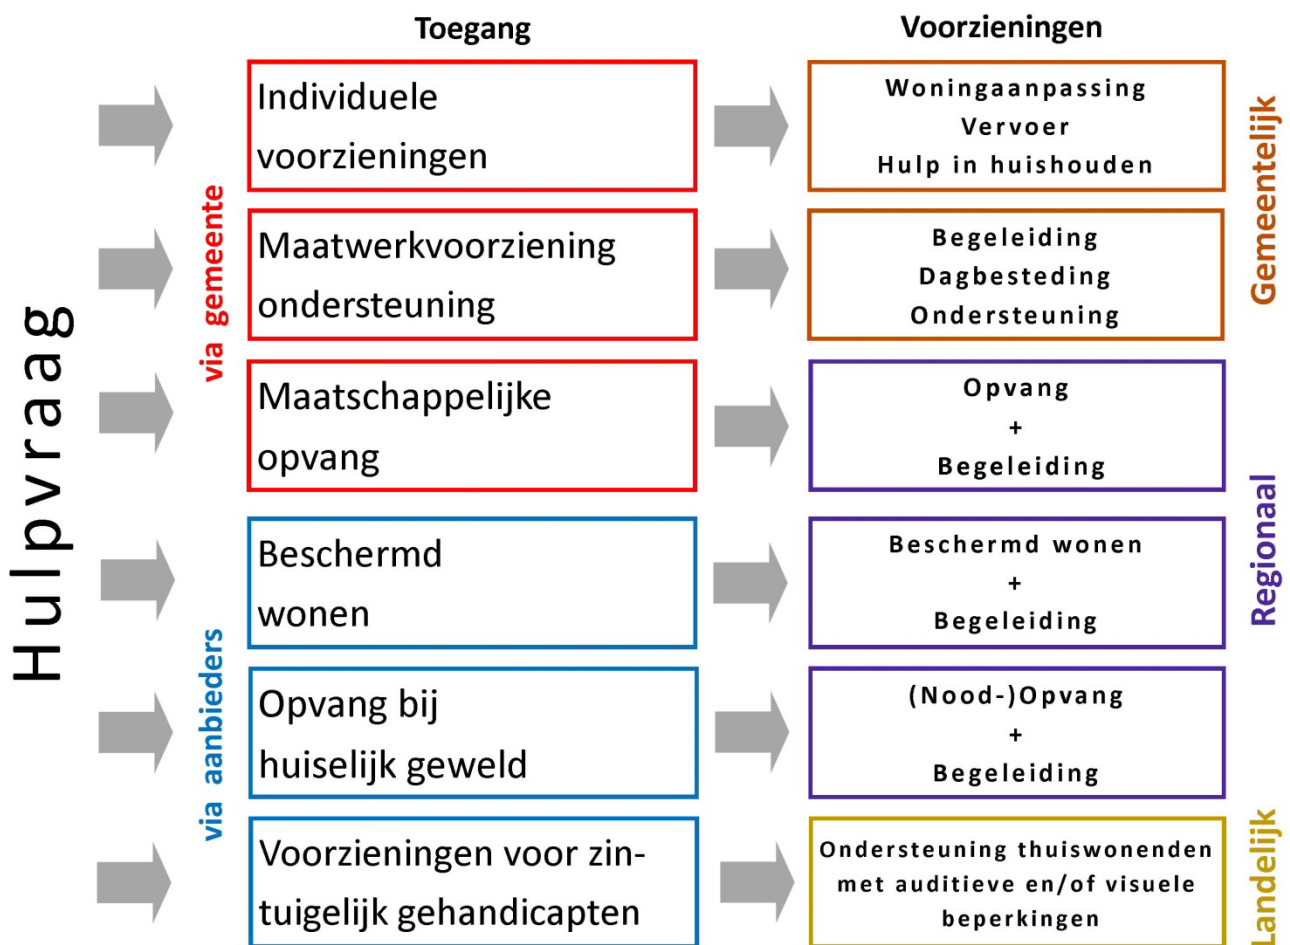 Toegang
Voorzieningen
Hulpvraag
via gemeente
via aanbieders
Individuele
voorzieningen
Woningaanpassing
Vervoer
Hulp in huishouden
Maatwerkvoorziening
ondersteuning
Begeleiding
Dagbesteding
Ondersteuning
Maatschappelijke
opvang
Opvang
+
Begeleiding
Beschermd
wonen
Beschermd wonen
+
Begeleiding
Opvang bij
huiselijk geweld
(Nood-)Opvang
+
Begeleiding
Voorzieningen voor zin-
tuigelijk gehandicapten
Ondersteuning thuiswonenden
met auditieve en/of visuele
beperkingen
Gemeentelijk
Regionaal
Landelijk